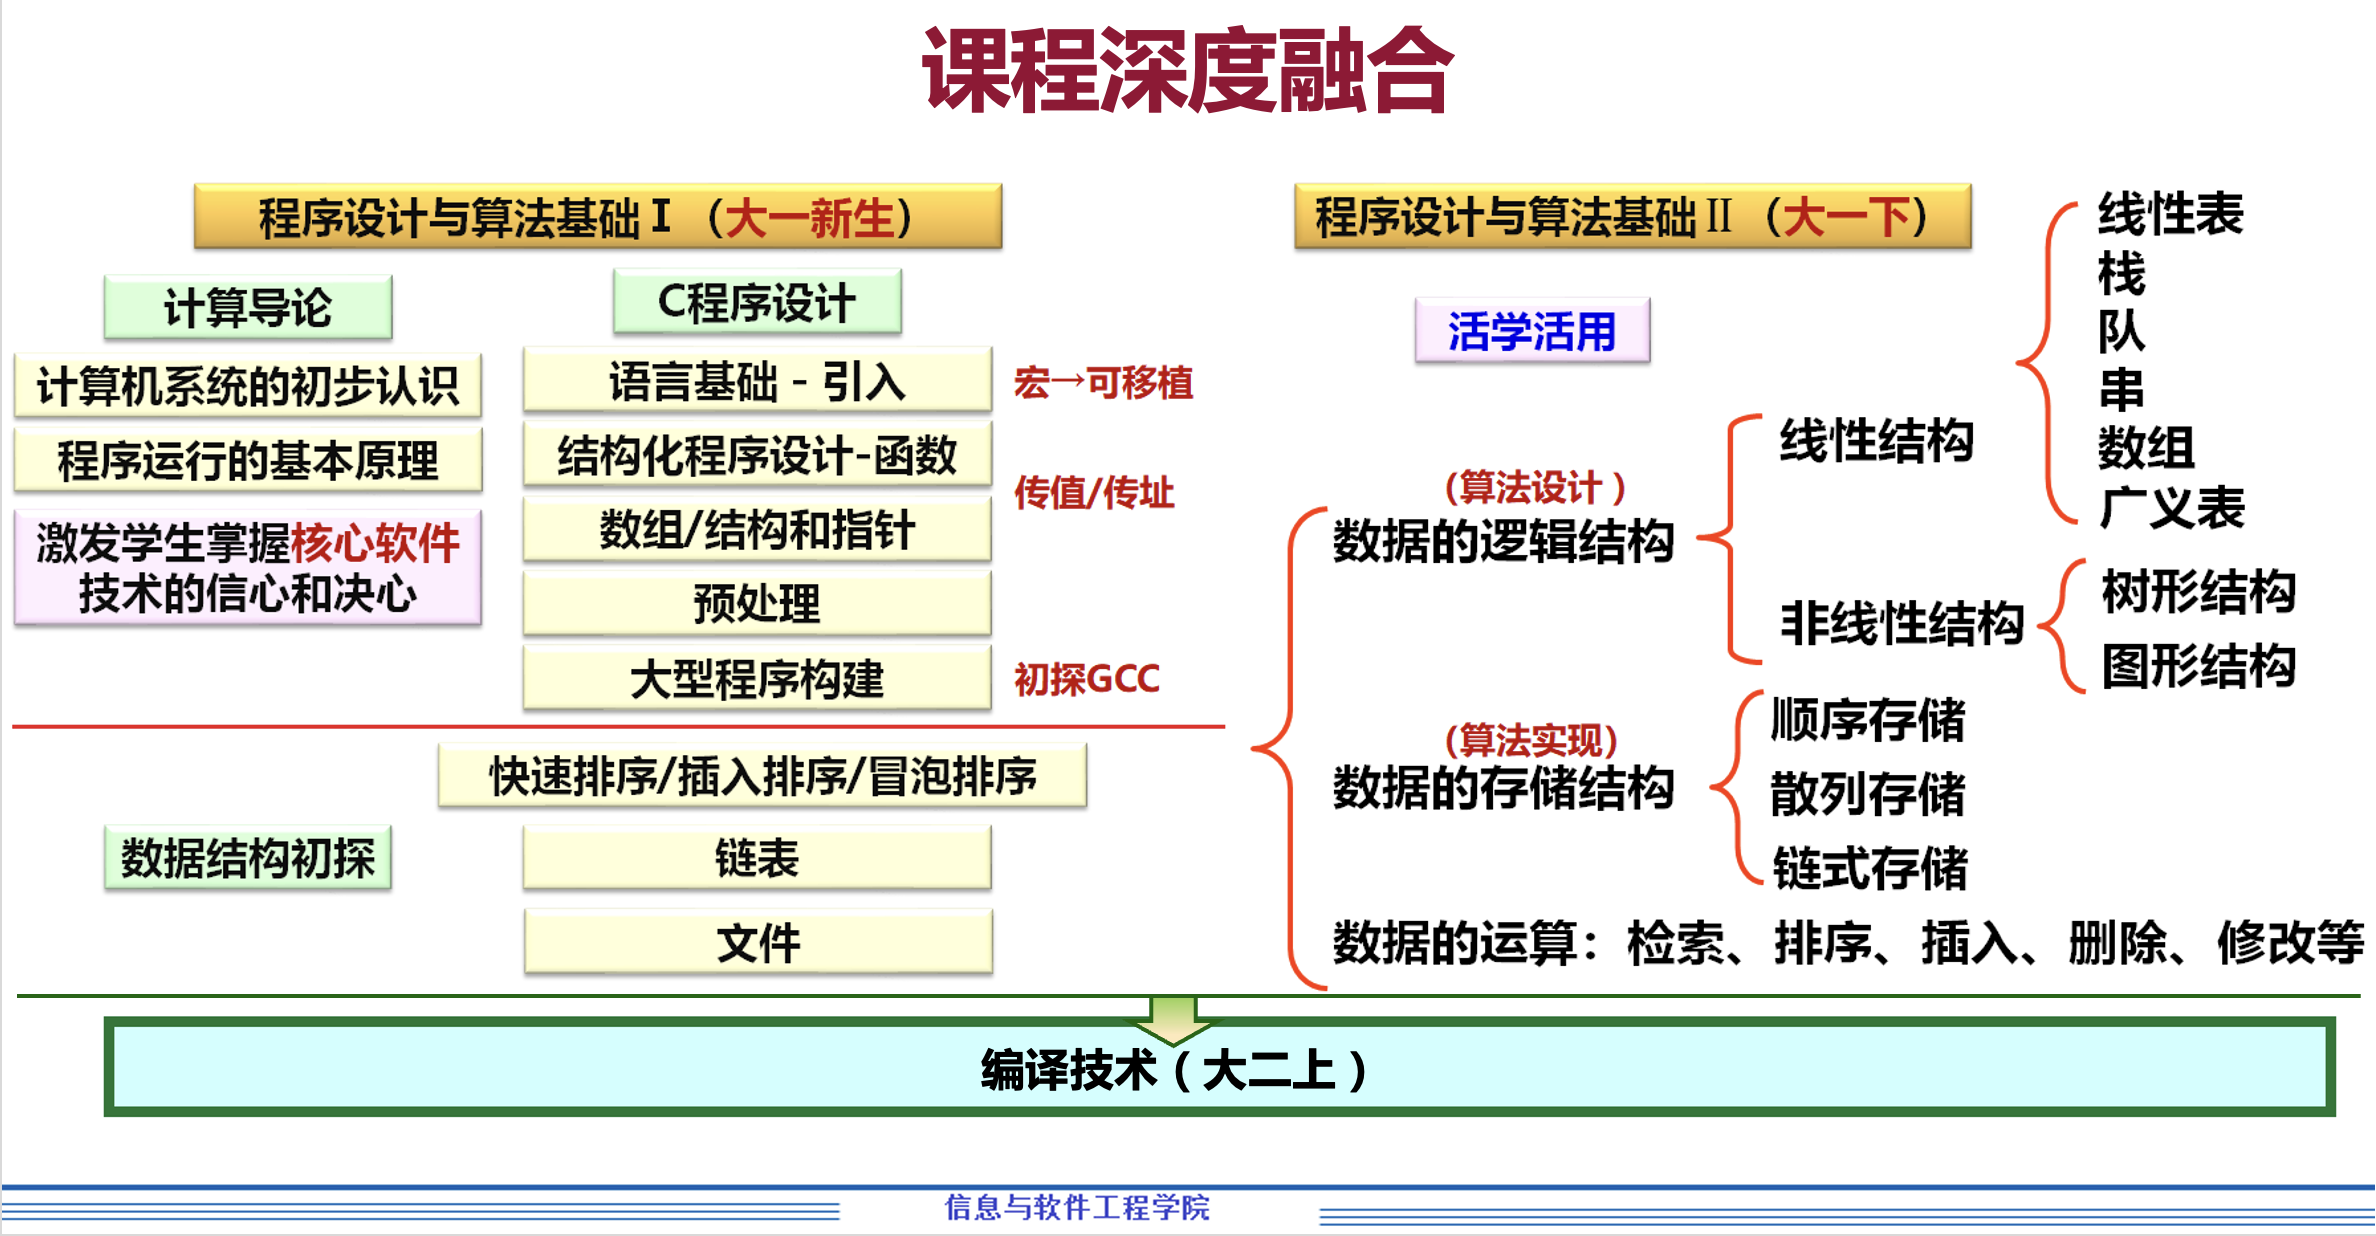 课程深度融合
程序设计与算法基础Ⅰ（大一新生）
计算导论
计算机系统的初步认识
程序运行的基本原理
激发学生掌握核心软件
技术的信心和决心
C程序设计
语言基础 - 引入
宏→可移植
结构化程序设计-函数
传值/传址
数组/结构和指针
预处理
大型程序构建
初探GCC
快速排序/插入排序/冒泡排序
数据结构初探
链表
文件
程序设计与算法基础Ⅱ（大一下）
活学活用
（算法设计）
数据的逻辑结构
线性结构
线性表
栈
队
串
数组
广义表
非线性结构
树形结构
图形结构
（算法实现）
数据的存储结构
顺序存储
散列存储
链式存储
数据的运算：检索、排序、插入、删除、修改等
编译技术（大二上）
信息与软件工程学院